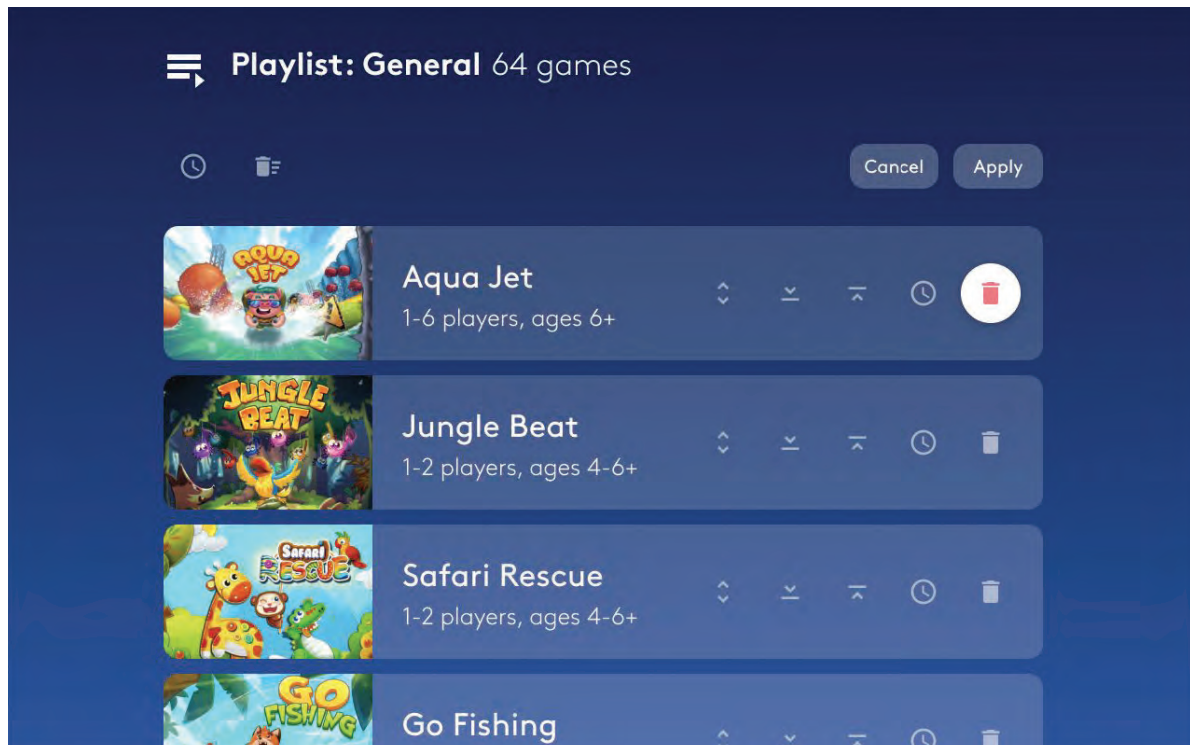 Playlist: General 64 games
Cancel
Apply
AQUA
JET
Aqua Jet
1-6 players, ages 6+
JUNGLE
BEAT
Jungle Beat
1-2 players, ages 4-6+
SAFARI
RESCUE
Safari Rescue
1-2 players, ages 4-6+
GO
FISHING
Go Fishing